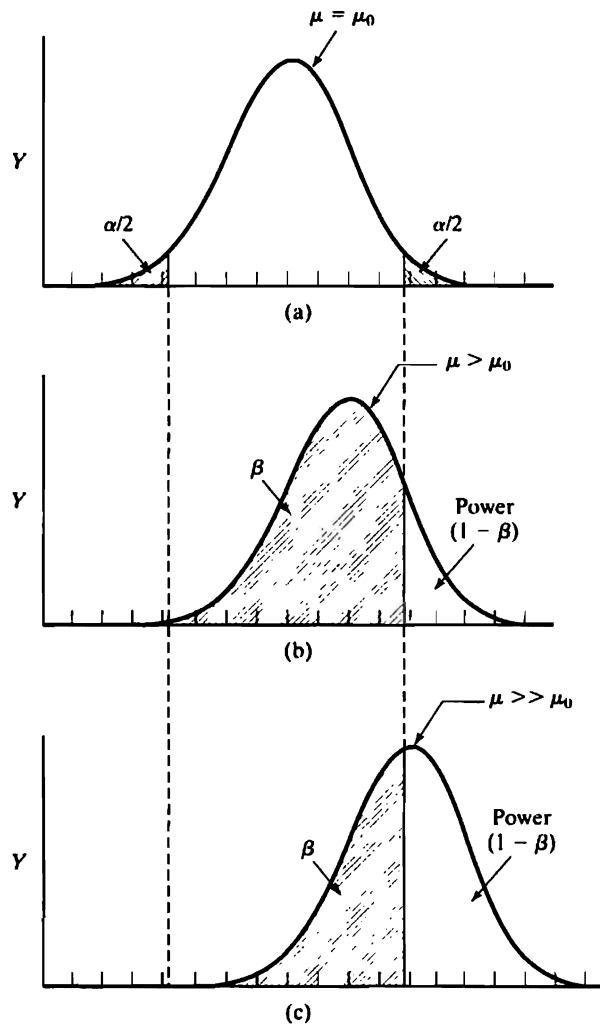 μ = μ₀
Y
α/2
α/2
(a)
μ > μ₀
Y
β
Power
(1 − β)
(b)
μ >> μ₀
Y
β
Power
(1 − β)
(c)